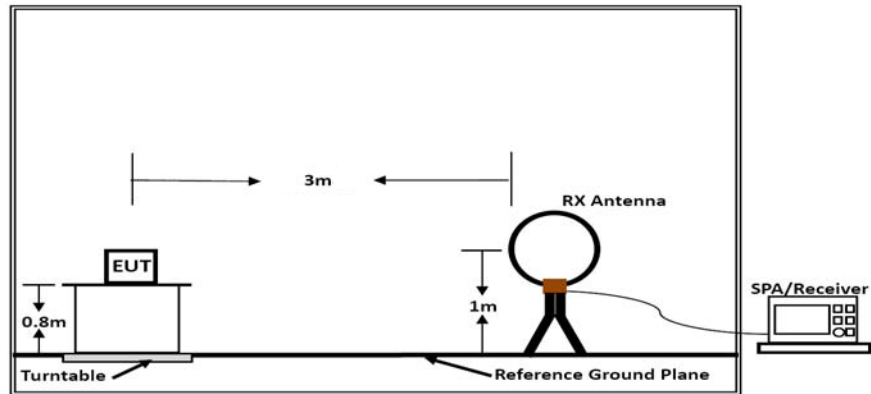 3m
RX Antenna
EUT
SPA/Receiver
0.8m
1m
Turntable
Reference Ground Plane